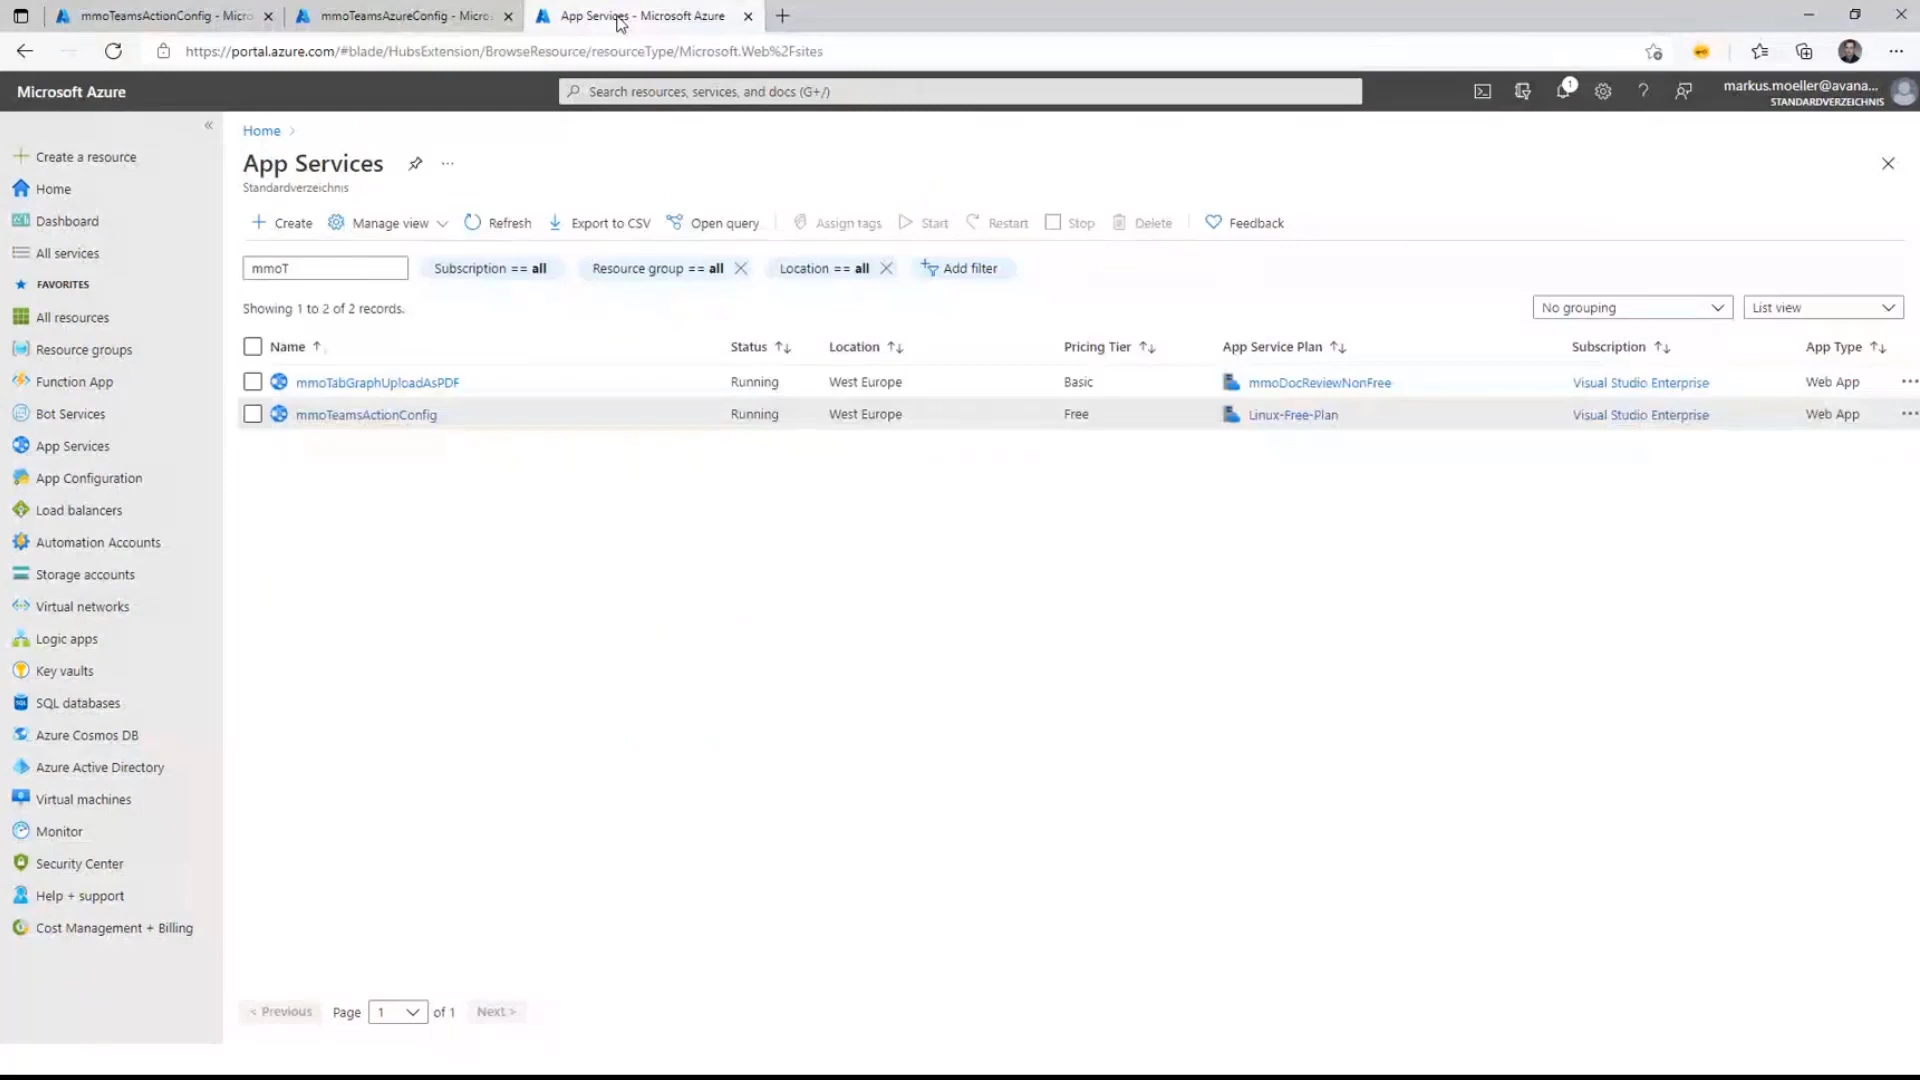 mmoTeamsActionConfig - Micro
mmoTeamsAzureConfig - Micros
App Services - Microsoft Azure
https://portal.azure.com/#blade/HubsExtension/BrowseResource/resourceType/Microsoft.Web%2Fsites
Microsoft Azure
Search resources, services, and docs (G+/)
1
markus.moeller@avana...
STANDARDVERZEICHNIS
«
Create a resource
Home
Dashboard
All services
FAVORITES
All resources
Resource groups
Function App
Bot Services
App Services
App Configuration
Load balancers
Automation Accounts
Storage accounts
Virtual networks
Logic apps
Key vaults
SQL databases
Azure Cosmos DB
Azure Active Directory
Virtual machines
Monitor
Security Center
Help + support
Cost Management + Billing
Home >
App Services
Standardverzeichnis
Create Manage view Refresh Export to CSV Open query Assign tags Start Restart Stop Delete Feedback
mmoT Subscription == all Resource group == all Location == all Add filter
Showing 1 to 2 of 2 records. No grouping List view
Name Status Location Pricing Tier App Service Plan Subscription App Type
mmoTabGraphUploadAsPDF Running West Europe Basic mmoDocReviewNonFree Visual Studio Enterprise Web App
mmoTeamsActionConfig Running West Europe Free Linux-Free-Plan Visual Studio Enterprise Web App
< Previous Page 1 of 1 Next >